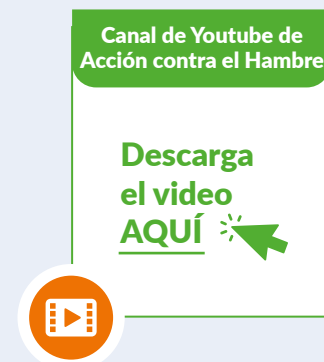 Canal de Youtube de
Acción contra el Hambre
Descarga
el video
AQUÍ